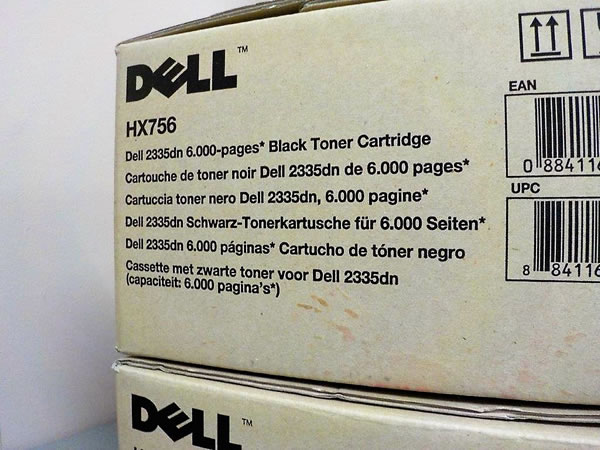 DELL™
HX756
Dell 2335dn 6.000-pages* Black Toner Cartridge
Cartouche de toner noir Dell 2335dn de 6.000 pages*
Cartuccia toner nero Dell 2335dn, 6.000 pagine*
Dell 2335dn Schwarz-Tonerkartusche für 6.000 Seiten*
Dell 2335dn 6.000 páginas* Cartucho de tóner negro
Cassette met zwarte toner voor Dell 2335dn
(capaciteit: 6.000 pagina's*)
EAN
0 884116
UPC
8 84116
DELL™